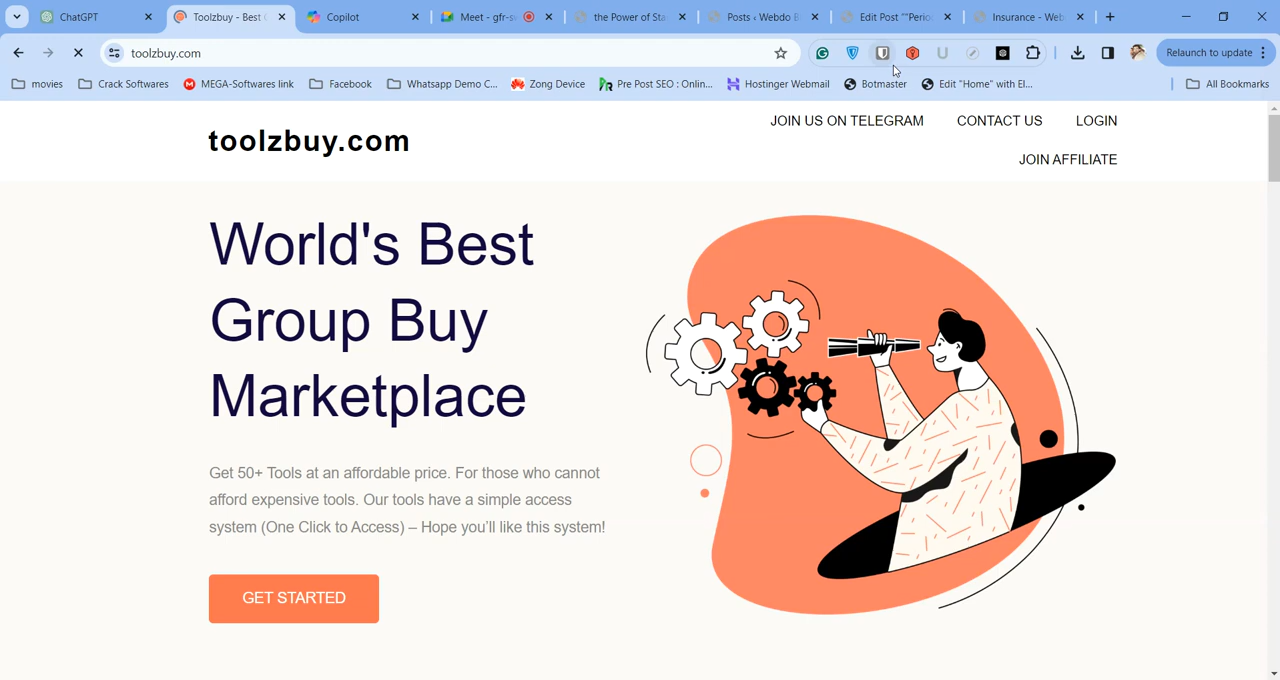 ChatGPT
Toolzbuy - Best G
Copilot
Meet - gfr-sv
the Power of Sta
Posts ‹ Webdo B
Edit Post ""Perio
Insurance - Web
toolzbuy.com
Relaunch to update
movies
Crack Softwares
MEGA-Softwares link
Facebook
Whatsapp Demo C...
Zong Device
Pre Post SEO : Onlin...
Hostinger Webmail
Botmaster
Edit "Home" with El...
All Bookmarks
toolzbuy.com
JOIN US ON TELEGRAM
CONTACT US
LOGIN
JOIN AFFILIATE
World's Best
Group Buy
Marketplace
Get 50+ Tools at an affordable price. For those who cannot
afford expensive tools. Our tools have a simple access
system (One Click to Access) – Hope you'll like this system!
GET STARTED